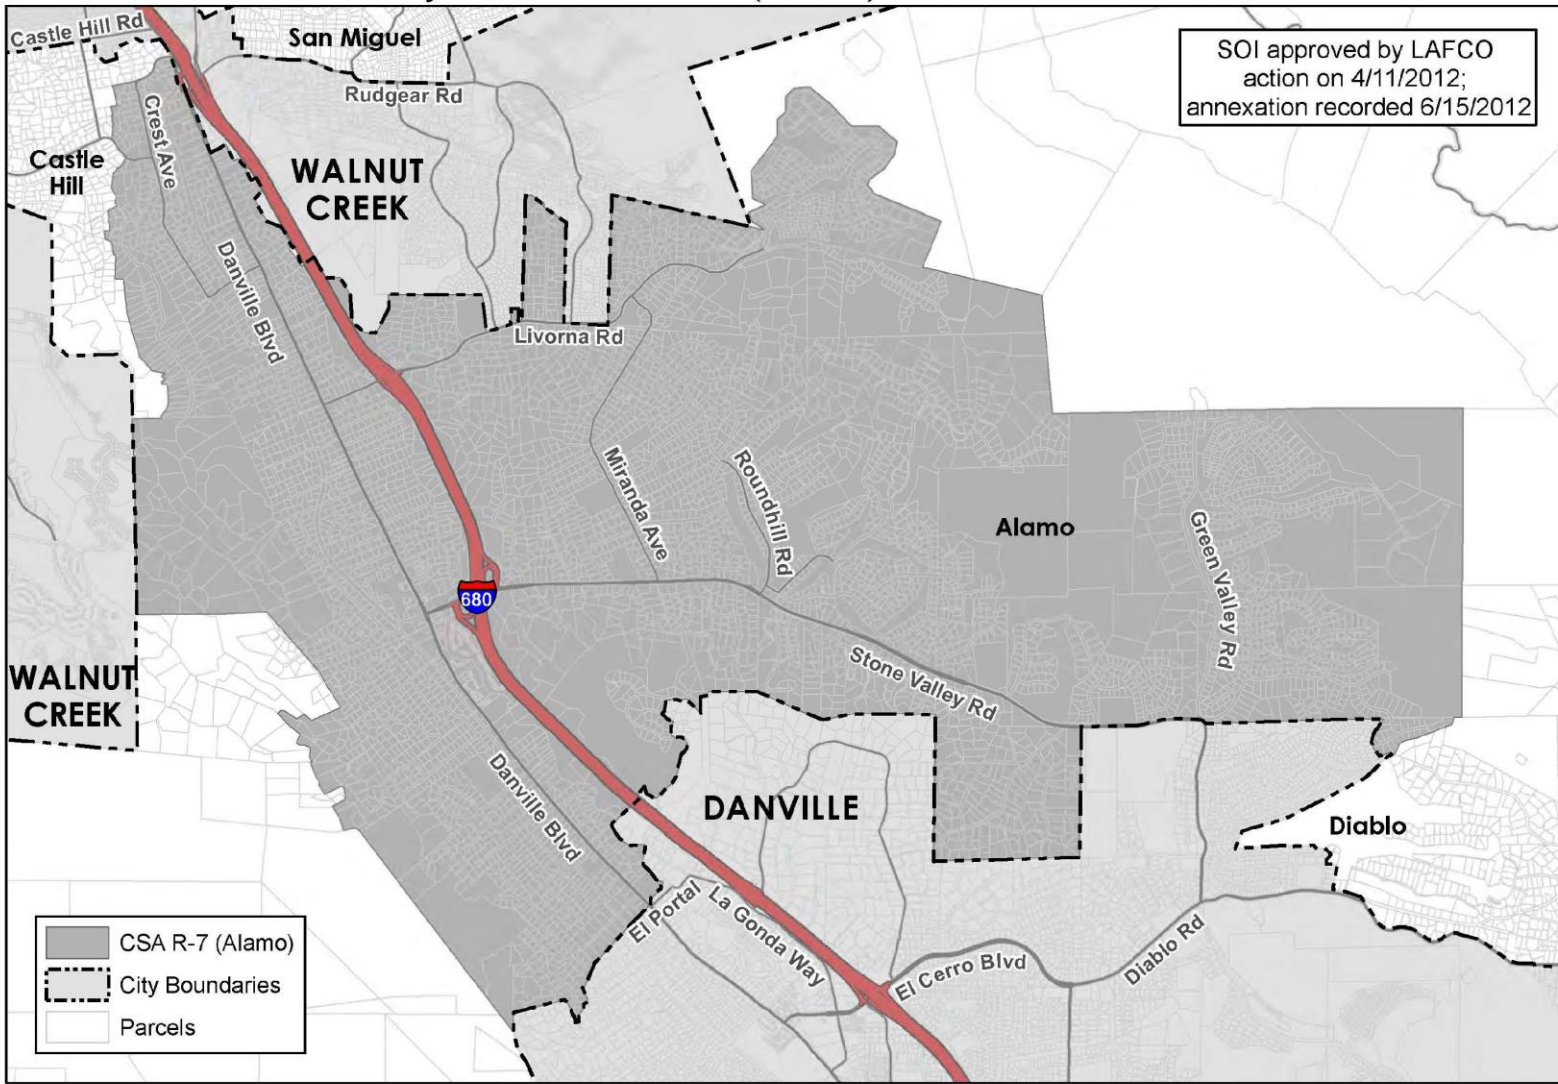 Castle Hill Rd
San Miguel
SOI approved by LAFCO
action on 4/11/2012;
annexation recorded 6/15/2012
Rudgear Rd
Crest Ave
Castle
Hill
WALNUT
CREEK
Danville Blvd
Livorna Rd
Miranda Ave
Roundhill Rd
Alamo
Green Valley Rd
680
WALNUT
CREEK
Stone Valley Rd
Danville Blvd
DANVILLE
Diablo
El Portal
La Gonda Way
El Cerro Blvd
Diablo Rd
CSA R-7 (Alamo)
City Boundaries
Parcels